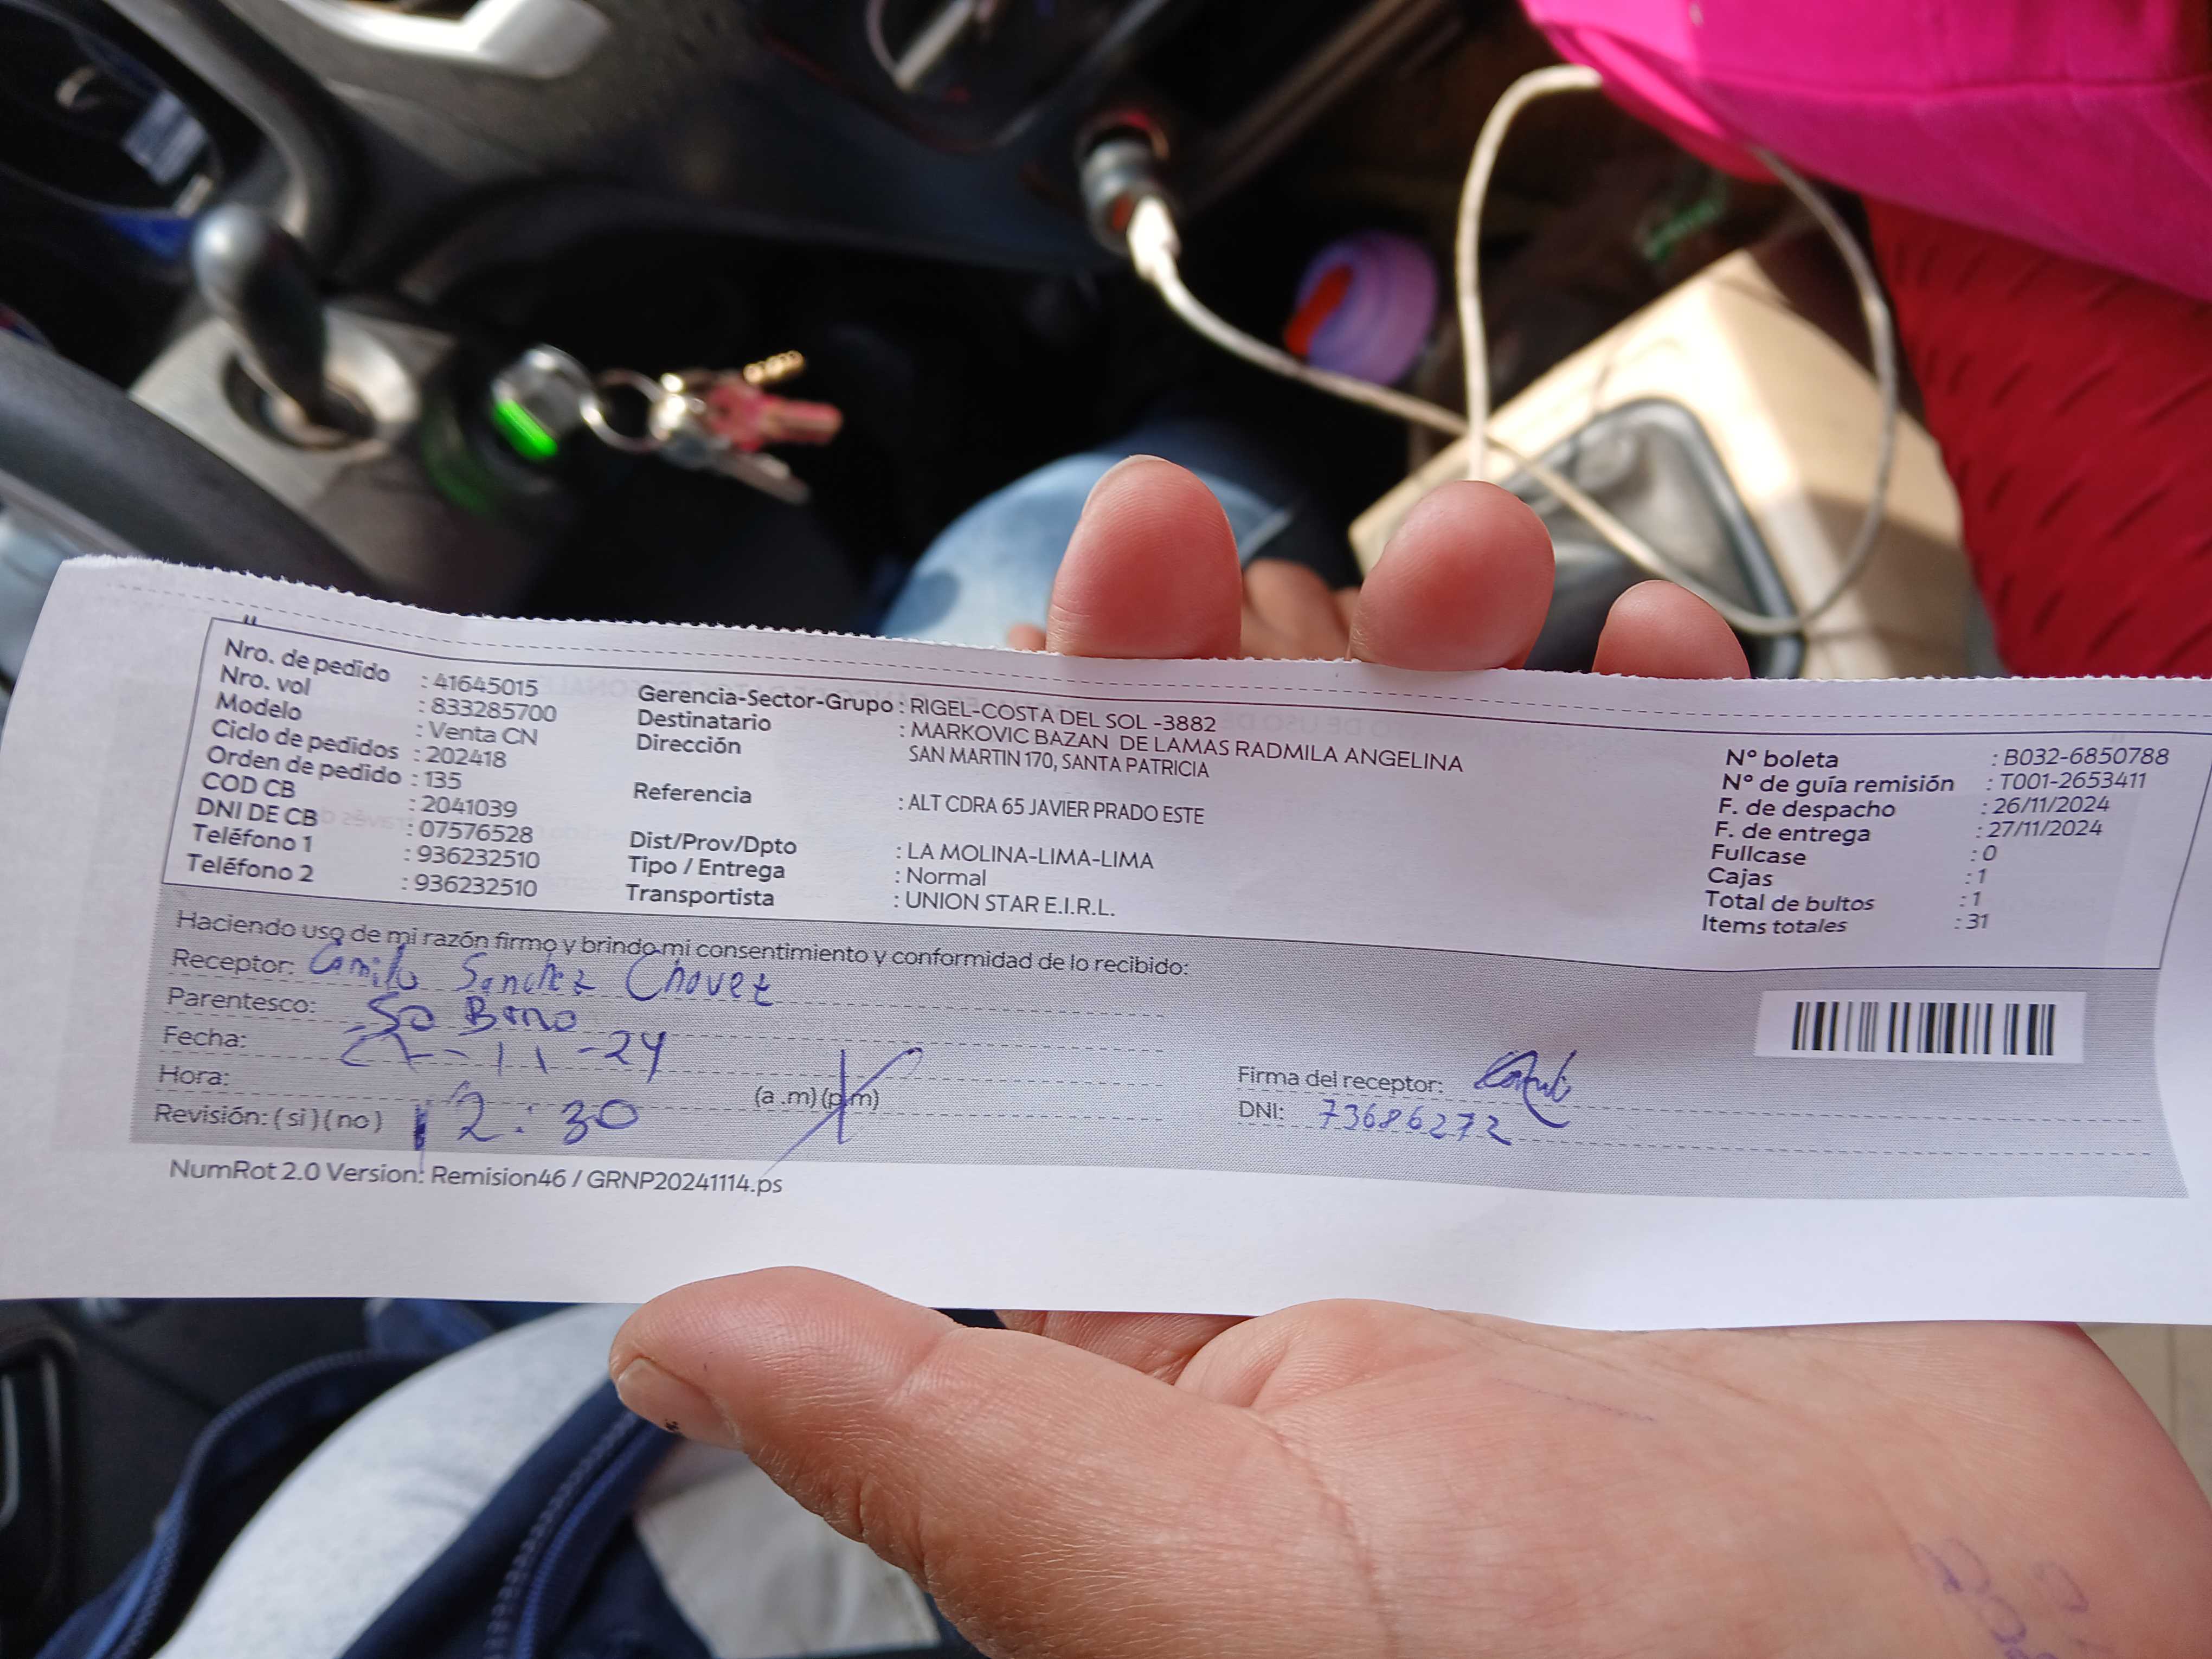 Nro. de pedido : 41645015
Nro. vol : 833285700
Modelo : Venta CN
Ciclo de pedidos : 202418
Orden de pedido : 135
COD CB : 2041039
DNI DE CB : 07576528
Teléfono 1 : 936232510
Teléfono 2 : 936232510
Gerencia-Sector-Grupo : RIGEL-COSTA DEL SOL -3882
Destinatario : MARKOVIC BAZAN DE LAMAS RADMILA ANGELINA
Dirección SAN MARTIN 170, SANTA PATRICIA
Referencia : ALT CDRA 65 JAVIER PRADO ESTE
Dist/Prov/Dpto : LA MOLINA-LIMA-LIMA
Tipo / Entrega : Normal
Transportista : UNION STAR E.I.R.L.
N° boleta : B032-6850788
N° de guía remisión : T001-2653411
F. de despacho : 26/11/2024
F. de entrega : 27/11/2024
Fullcase : 0
Cajas : 1
Total de bultos : 1
Items totales : 31
Haciendo uso de mi razón firmo y brindo mi consentimiento y conformidad de lo recibido:
Receptor: Camilo Sanchez Chavez
Parentesco: So Brno
Fecha: 27-11-24
Hora: 12:30 (a .m) (p.m)
Revisión: ( si ) ( no )
Firma del receptor:
DNI: 73686272
NumRot 2.0 Version: Remision46 / GRNP20241114.ps